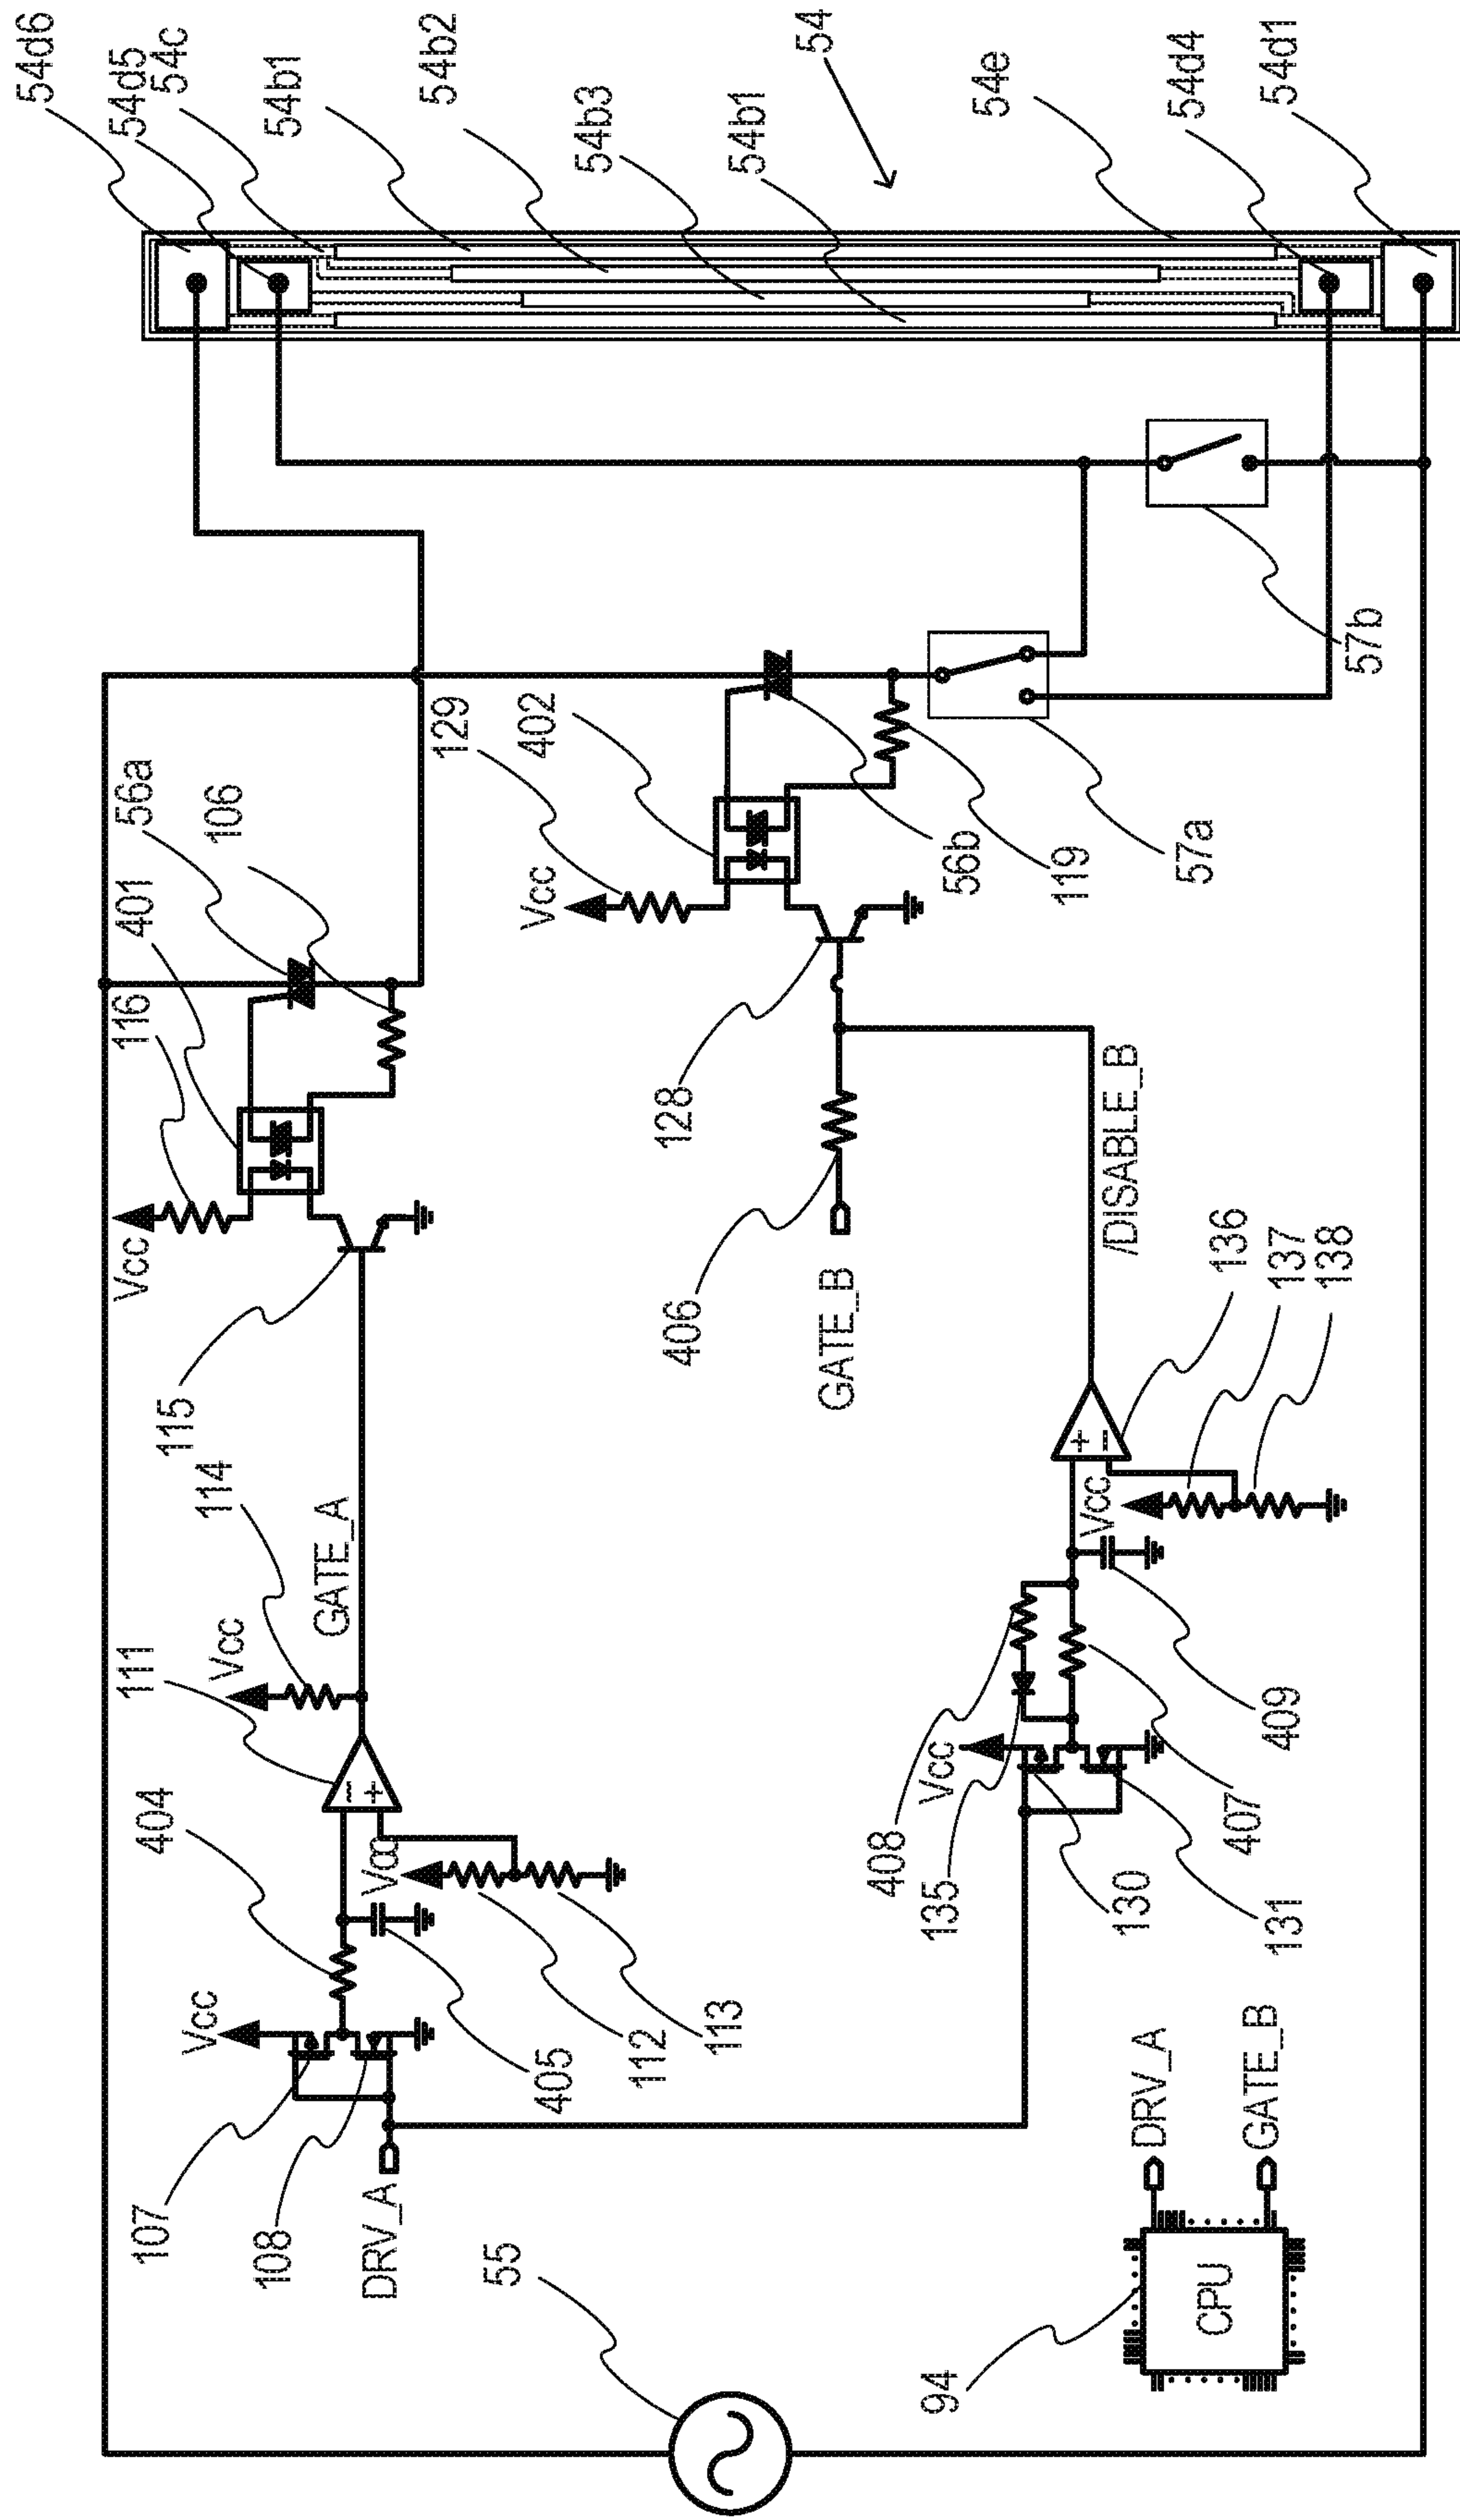 54d6
54d5
54c
54b1
54b2
54b3
54b1
54
54e
54d4
54d1
129
402
56b
119
57a
57b
56a
106
401
116
Vcc
Vcc
128
115
114
GATE_A
Vcc
111
406
GATE_B
/DISABLE_B
136
137
138
404
Vcc
Vcc
107
108
DRV_A
405
112
113
Vcc
Vcc
408
135
130
131
407
409
55
94
CPU
DRV_A
GATE_B
+
−
−
+